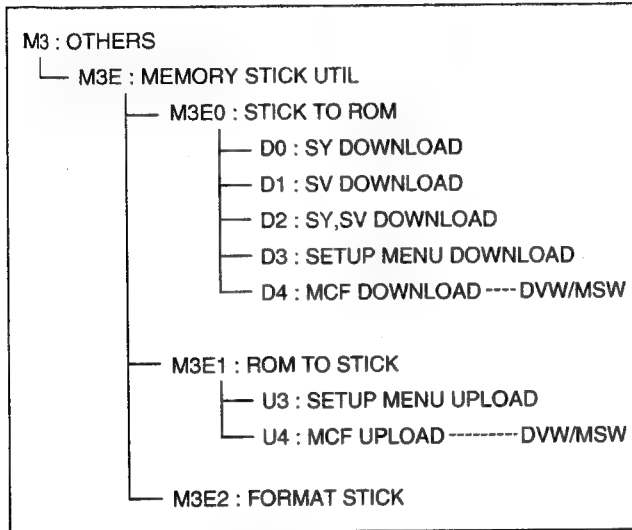 M3 : OTHERS
M3E : MEMORY STICK UTIL
M3E0 : STICK TO ROM
D0 : SY DOWNLOAD
D1 : SV DOWNLOAD
D2 : SY,SV DOWNLOAD
D3 : SETUP MENU DOWNLOAD
D4 : MCF DOWNLOAD ---- DVW/MSW
M3E1 : ROM TO STICK
U3 : SETUP MENU UPLOAD
U4 : MCF UPLOAD --------- DVW/MSW
M3E2 : FORMAT STICK